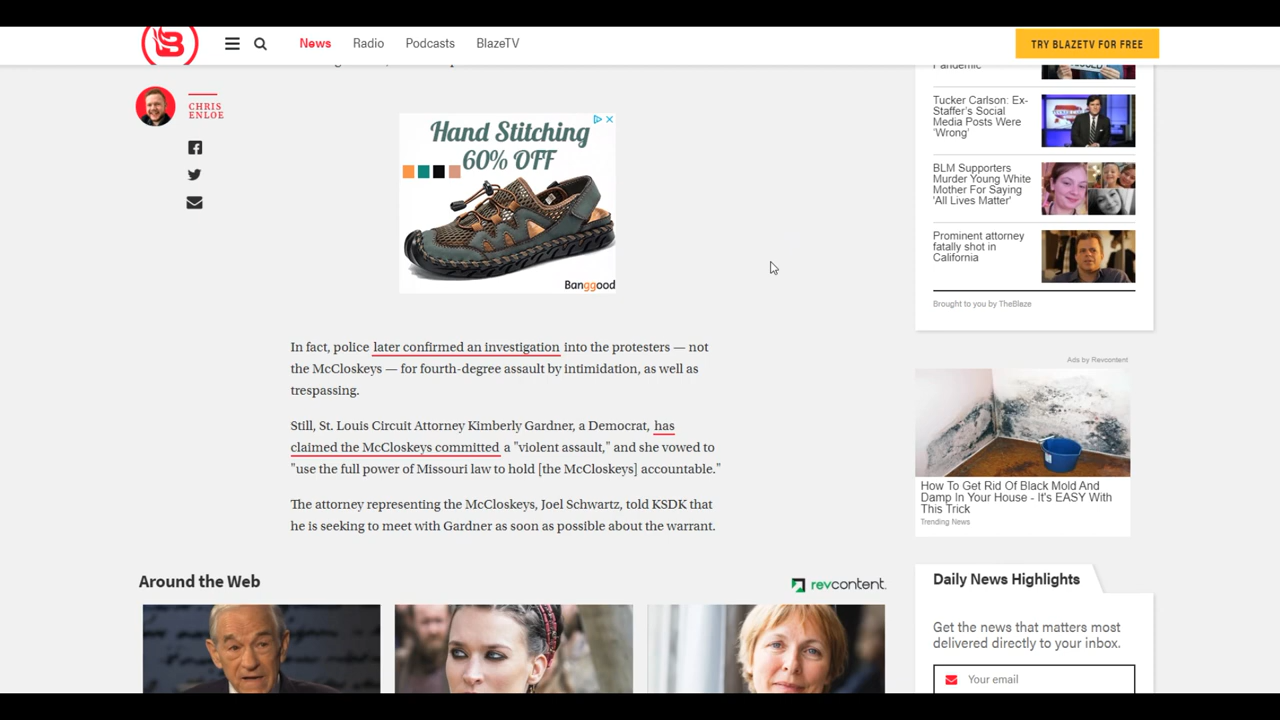 News
Radio
Podcasts
BlazeTV
TRY BLAZETV FOR FREE
CHRIS
ENLOE
Hand Stitching
60% OFF
Banggood
In fact, police later confirmed an investigation into the protesters — not
the McCloskeys — for fourth-degree assault by intimidation, as well as
trespassing.
Still, St. Louis Circuit Attorney Kimberly Gardner, a Democrat, has
claimed the McCloskeys committed a "violent assault," and she vowed to
"use the full power of Missouri law to hold [the McCloskeys] accountable."
The attorney representing the McCloskeys, Joel Schwartz, told KSDK that
he is seeking to meet with Gardner as soon as possible about the warrant.
Around the Web
revcontent
Pandemic
Tucker Carlson: Ex-
Staffer's Social
Media Posts Were
'Wrong'
BLM Supporters
Murder Young White
Mother For Saying
'All Lives Matter'
Prominent attorney
fatally shot in
California
Brought to you by TheBlaze
Ads by Revcontent
How To Get Rid Of Black Mold And
Damp In Your House - It's EASY With
This Trick
Trending News
Daily News Highlights
Get the news that matters most
delivered directly to your inbox.
Your email